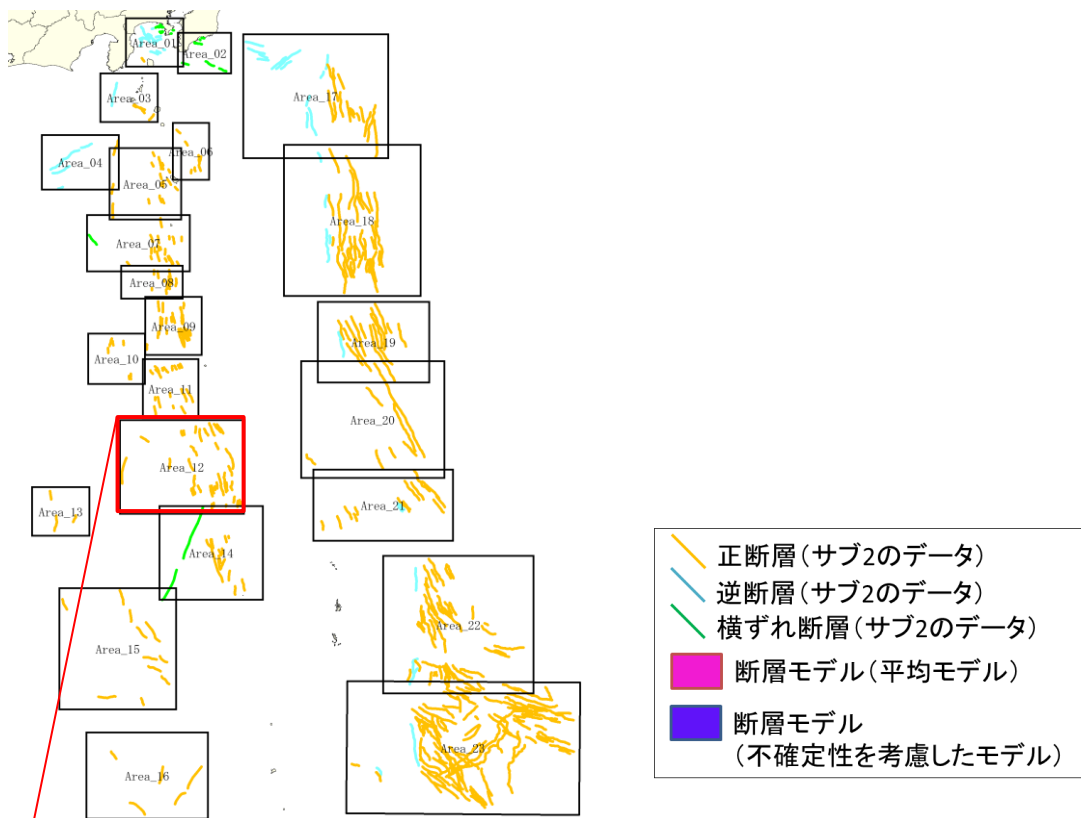 Area_01
Area_02
Area_03
Area_04
Area_05
Area_06
Area_07
Area_08
Area_09
Area_10
Area_11
Area_12
Area_13
Area_14
Area_15
Area_16
Area_17
Area_18
Area_19
Area_20
Area_21
Area_22
Area_23
正断層(サブ2のデータ)
逆断層(サブ2のデータ)
横ずれ断層(サブ2のデータ)
断層モデル(平均モデル)
断層モデル
(不確定性を考慮したモデル)